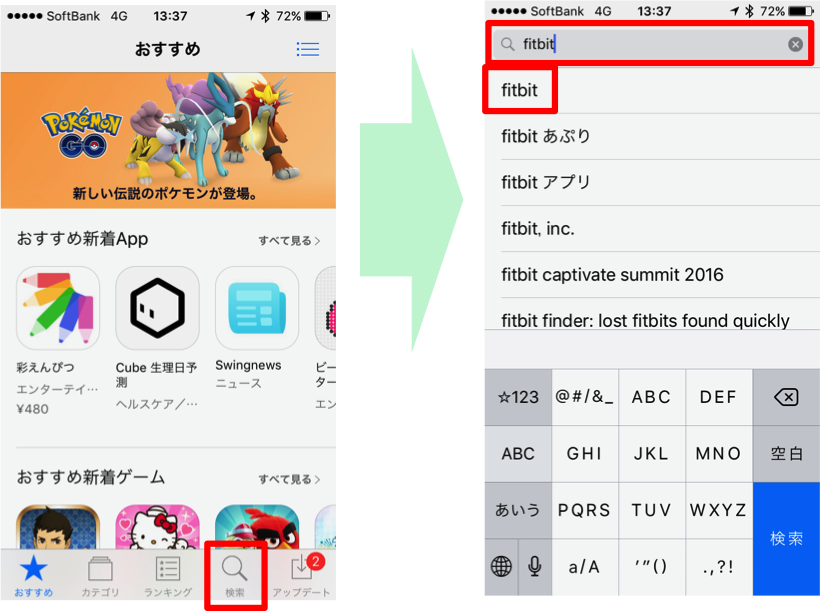 SoftBank 4G 13:37 72%
おすすめ
Pokémon
GO
新しい伝説のポケモンが登場。
おすすめ新着App すべて見る >
彩えんぴつ
エンターテイ…
¥480
Cube 生理日予
測
ヘルスケア／…
Swingnews
ニュース
ビー
ター
エン
おすすめ新着ゲーム すべて見る >
おすすめ カテゴリ ランキング 検索 アップデート
2
SoftBank 4G 13:37 72%
fitbit
fitbit
fitbit あぷり
fitbit アプリ
fitbit, inc.
fitbit captivate summit 2016
fitbit finder: lost fitbits found quickly
☆123 @#/&_ ABC DEF
ABC GHI JKL MNO 空白
あいう PQRS TUV WXYZ
検索
a/A '"() .,?!